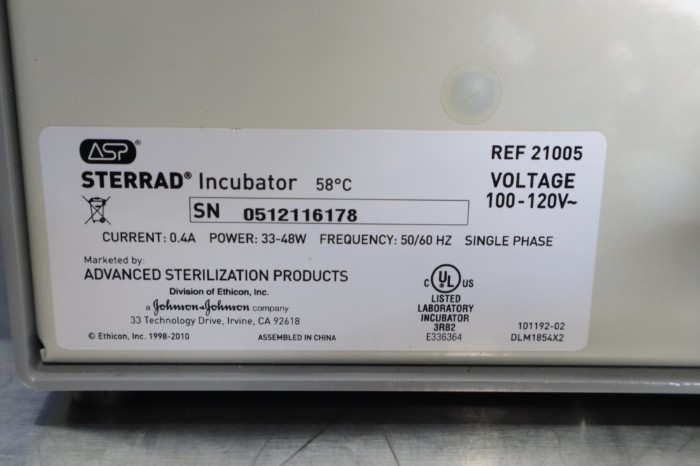 ASP®
REF 21005
STERRAD® Incubator 58°C
VOLTAGE
100-120V~
SN 0512116178
CURRENT: 0.4A POWER: 33-48W FREQUENCY: 50/60 HZ SINGLE PHASE
Marketed by:
ADVANCED STERILIZATION PRODUCTS
Division of Ethicon, Inc.
a Johnson & Johnson company
33 Technology Drive, Irvine, CA 92618
© Ethicon, Inc. 1998-2010
ASSEMBLED IN CHINA
C UL® US
LISTED
LABORATORY
INCUBATOR
3RB2
E336364
101192-02
DLM1854X2